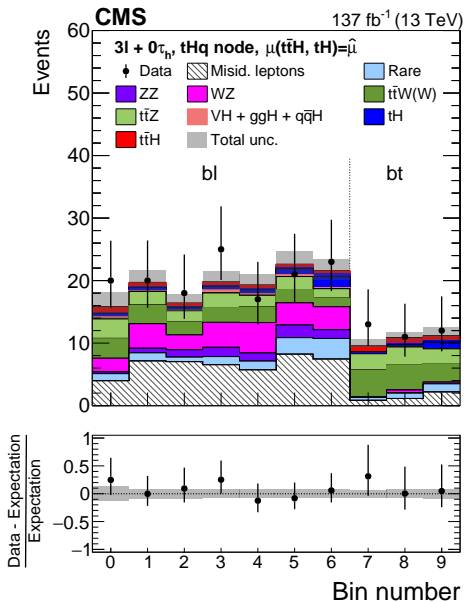 CMS 137 fb⁻¹ (13 TeV)
3l + 0τ_h, tHq node, μ(tt̄H, tH)=μ̂
Data Misid. leptons Rare
ZZ WZ tt̄W(W)
tt̄Z VH + ggH + qq̄H tH
tt̄H Total unc.
bl bt
Events
60
50
40
30
20
10
0
Data - Expectation
Expectation
1
0.5
0
−0.5
−1
0 1 2 3 4 5 6 7 8 9
Bin number